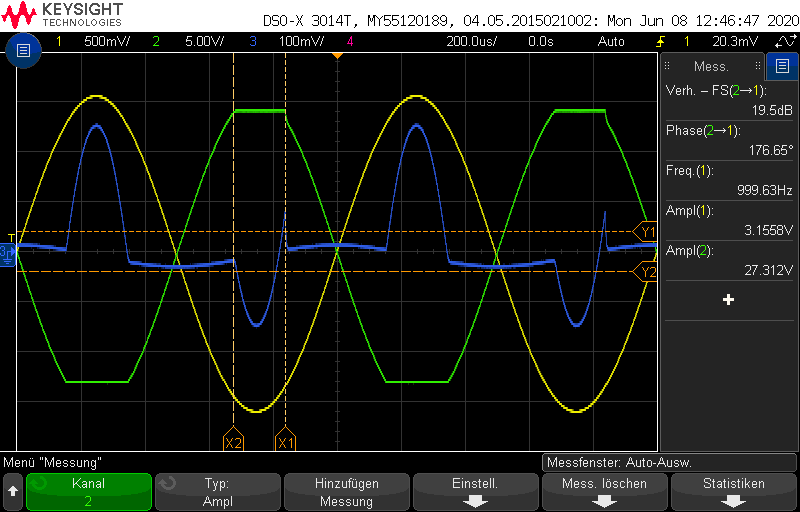 KEYSIGHT
TECHNOLOGIES
DSO-X 3014T, MY55120189, 04.05.2015021002: Mon Jun 08 12:46:47 2020
1 500mV/ 2 5.00V/ 3 100mV/ 4 200.0us/ 0.0s Auto 1 20.3mV
Mess.
Verh. – FS(2→1):
19.5dB
Phase(2→1):
176.65°
Freq.(1):
999.63Hz
Ampl(1):
3.1558V
Ampl(2):
27.312V
T
3
Y1
Y2
X2 X1
Menü "Messung"
Messfenster: Auto-Ausw.
Kanal
2
Typ:
Ampl
Hinzufügen
Messung
Einstell.
Mess. löschen
Statistiken